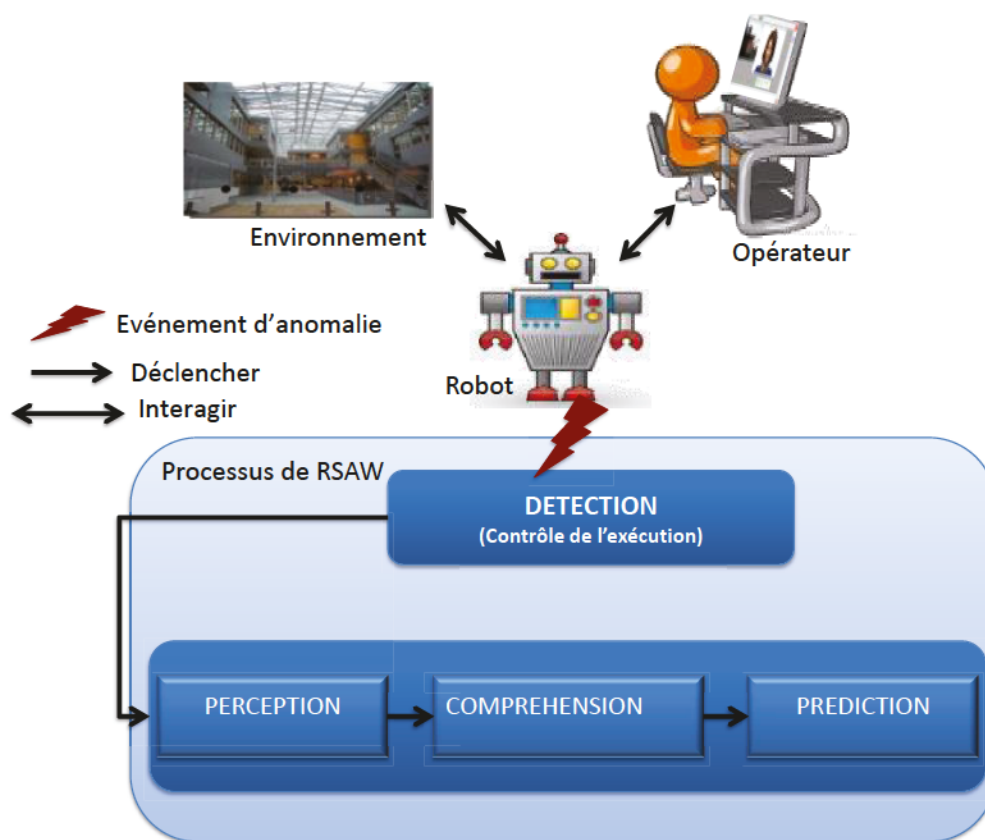 Environnement
Opérateur
Evénement d'anomalie
Déclencher
Interagir
Robot
Processus de RSAW
DETECTION
(Contrôle de l'exécution)
PERCEPTION
COMPREHENSION
PREDICTION